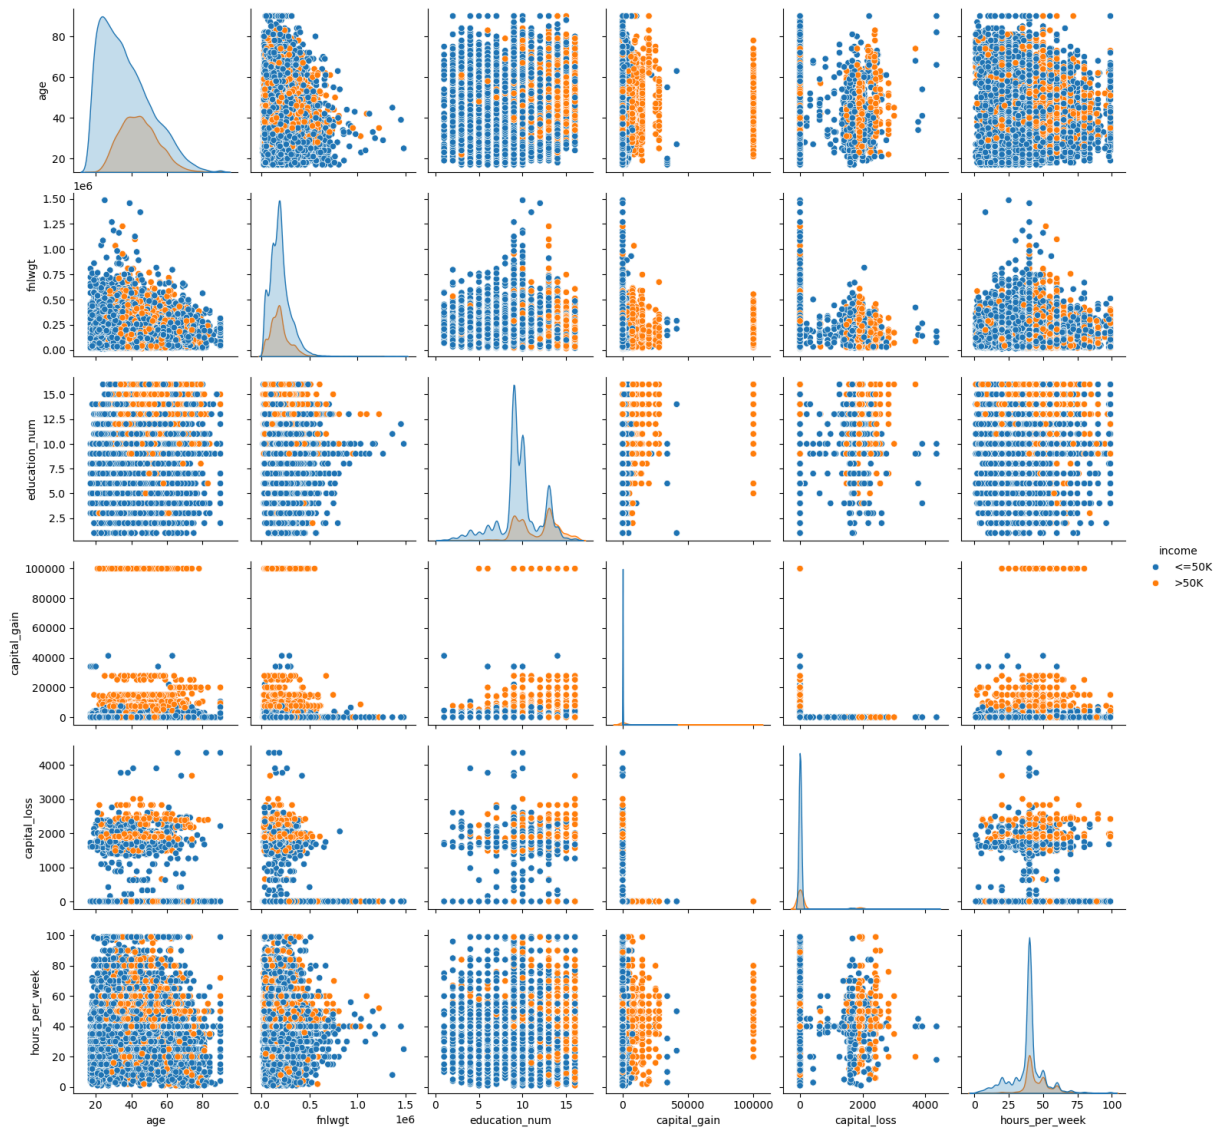 80
60
40
20
age
1e6
1.50
1.25
1.00
0.75
0.50
0.25
0.00
fnlwgt
15.0
12.5
10.0
7.5
5.0
2.5
education_num
income
<=50K
>50K
100000
80000
60000
40000
20000
0
capital_gain
4000
3000
2000
1000
0
capital_loss
100
80
60
40
20
0
hours_per_week
20 40 60 80
0.0 0.5 1.0 1.5
0 5 10 15
0 50000 100000
0 2000 4000
0 25 50 75 100
1e6
age fnlwgt education_num capital_gain capital_loss hours_per_week